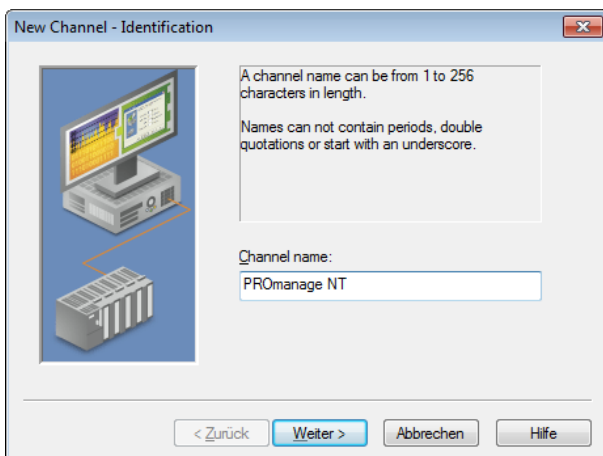 New Channel - Identification
A channel name can be from 1 to 256
characters in length.
Names can not contain periods, double
quotations or start with an underscore.
Channel name:
PROmanage NT
< Zurück
Weiter >
Abbrechen
Hilfe